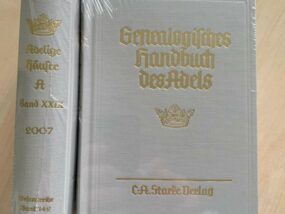 Adelige
Häuser
A
Band XXIX
2007
Genealogisches
Handbuch
des Adels
C.A. Starke Verlag